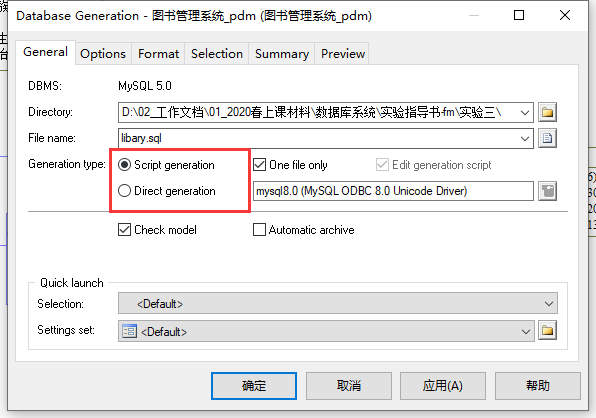 Database Generation - 图书管理系统_pdm (图书管理系统_pdm)
General Options Format Selection Summary Preview
DBMS: MySQL 5.0
Directory: D:\02_工作文档\01_2020春上课材料\数据库系统\实验指导书-fm\实验三\
File name: libary.sql
Generation type: Script generation One file only Edit generation script
Direct generation mysql8.0 (MySQL ODBC 8.0 Unicode Driver)
Check model Automatic archive
Quick launch
Selection: <Default>
Settings set: <Default>
确定 取消 应用(A) 帮助